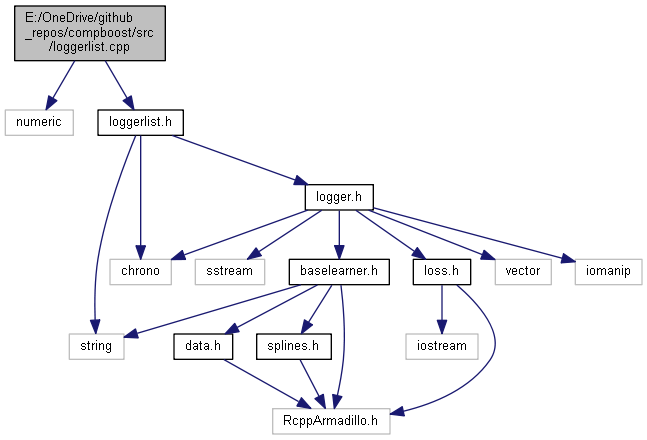 E:/OneDrive/github
_repos/compboost/src
/loggerlist.cpp
numeric
loggerlist.h
logger.h
chrono
sstream
baselearner.h
loss.h
vector
iomanip
string
data.h
splines.h
iostream
RcppArmadillo.h